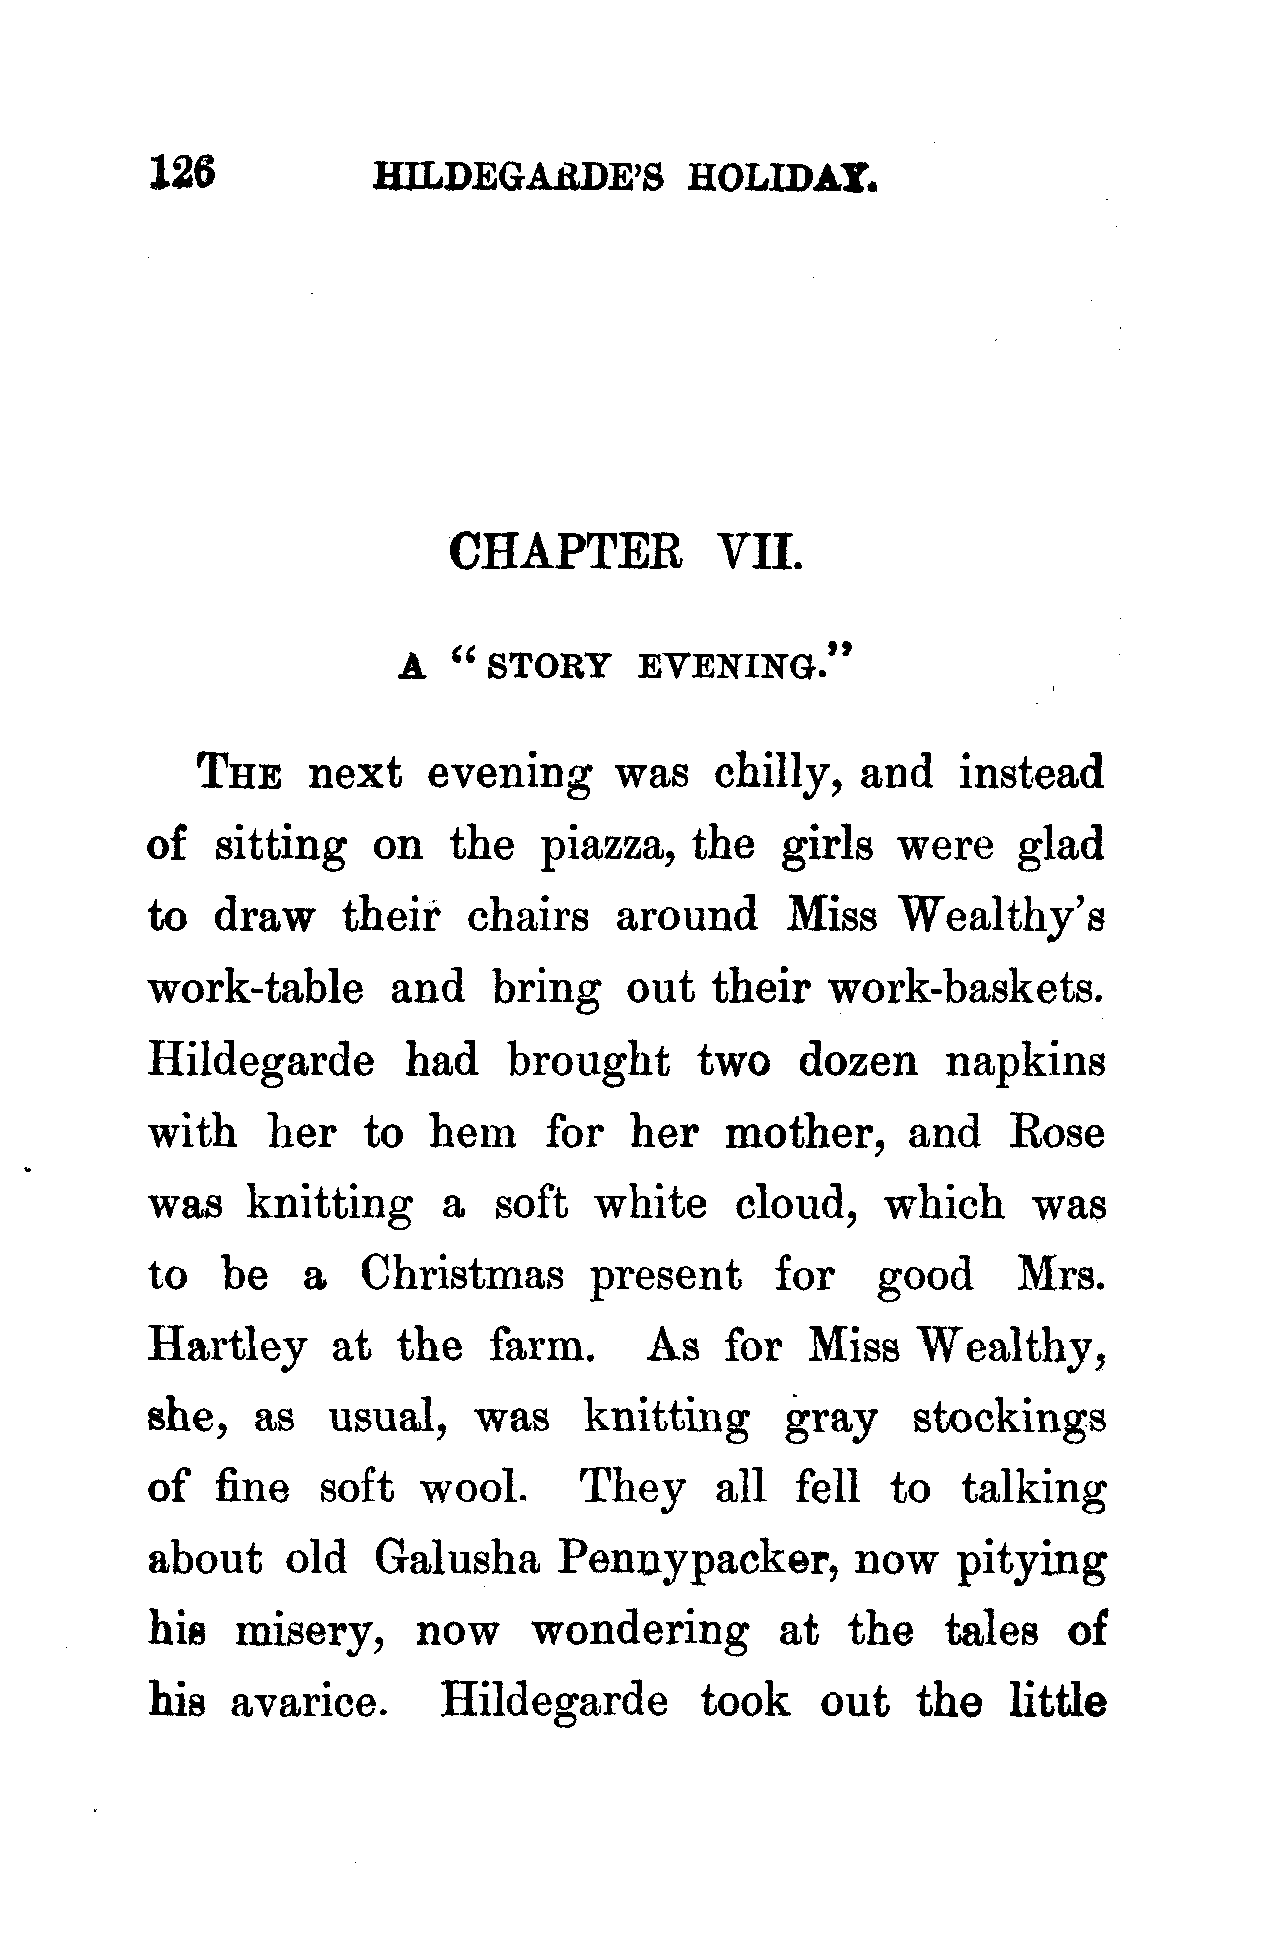 126 HILDEGARDE'S HOLIDAY.
CHAPTER VII.
A "STORY EVENING."
THE next evening was chilly, and instead
of sitting on the piazza, the girls were glad
to draw their chairs around Miss Wealthy's
work-table and bring out their work-baskets.
Hildegarde had brought two dozen napkins
with her to hem for her mother, and Rose
was knitting a soft white cloud, which was
to be a Christmas present for good Mrs.
Hartley at the farm. As for Miss Wealthy,
she, as usual, was knitting gray stockings
of fine soft wool. They all fell to talking
about old Galusha Pennypacker, now pitying
his misery, now wondering at the tales of
his avarice. Hildegarde took out the little